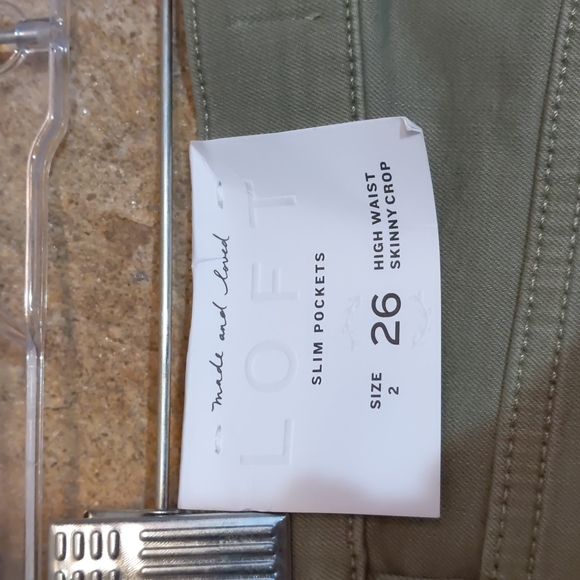 made and loved
LOFT
SLIM POCKETS
SIZE 26 HIGH WAIST
2 SKINNY CROP